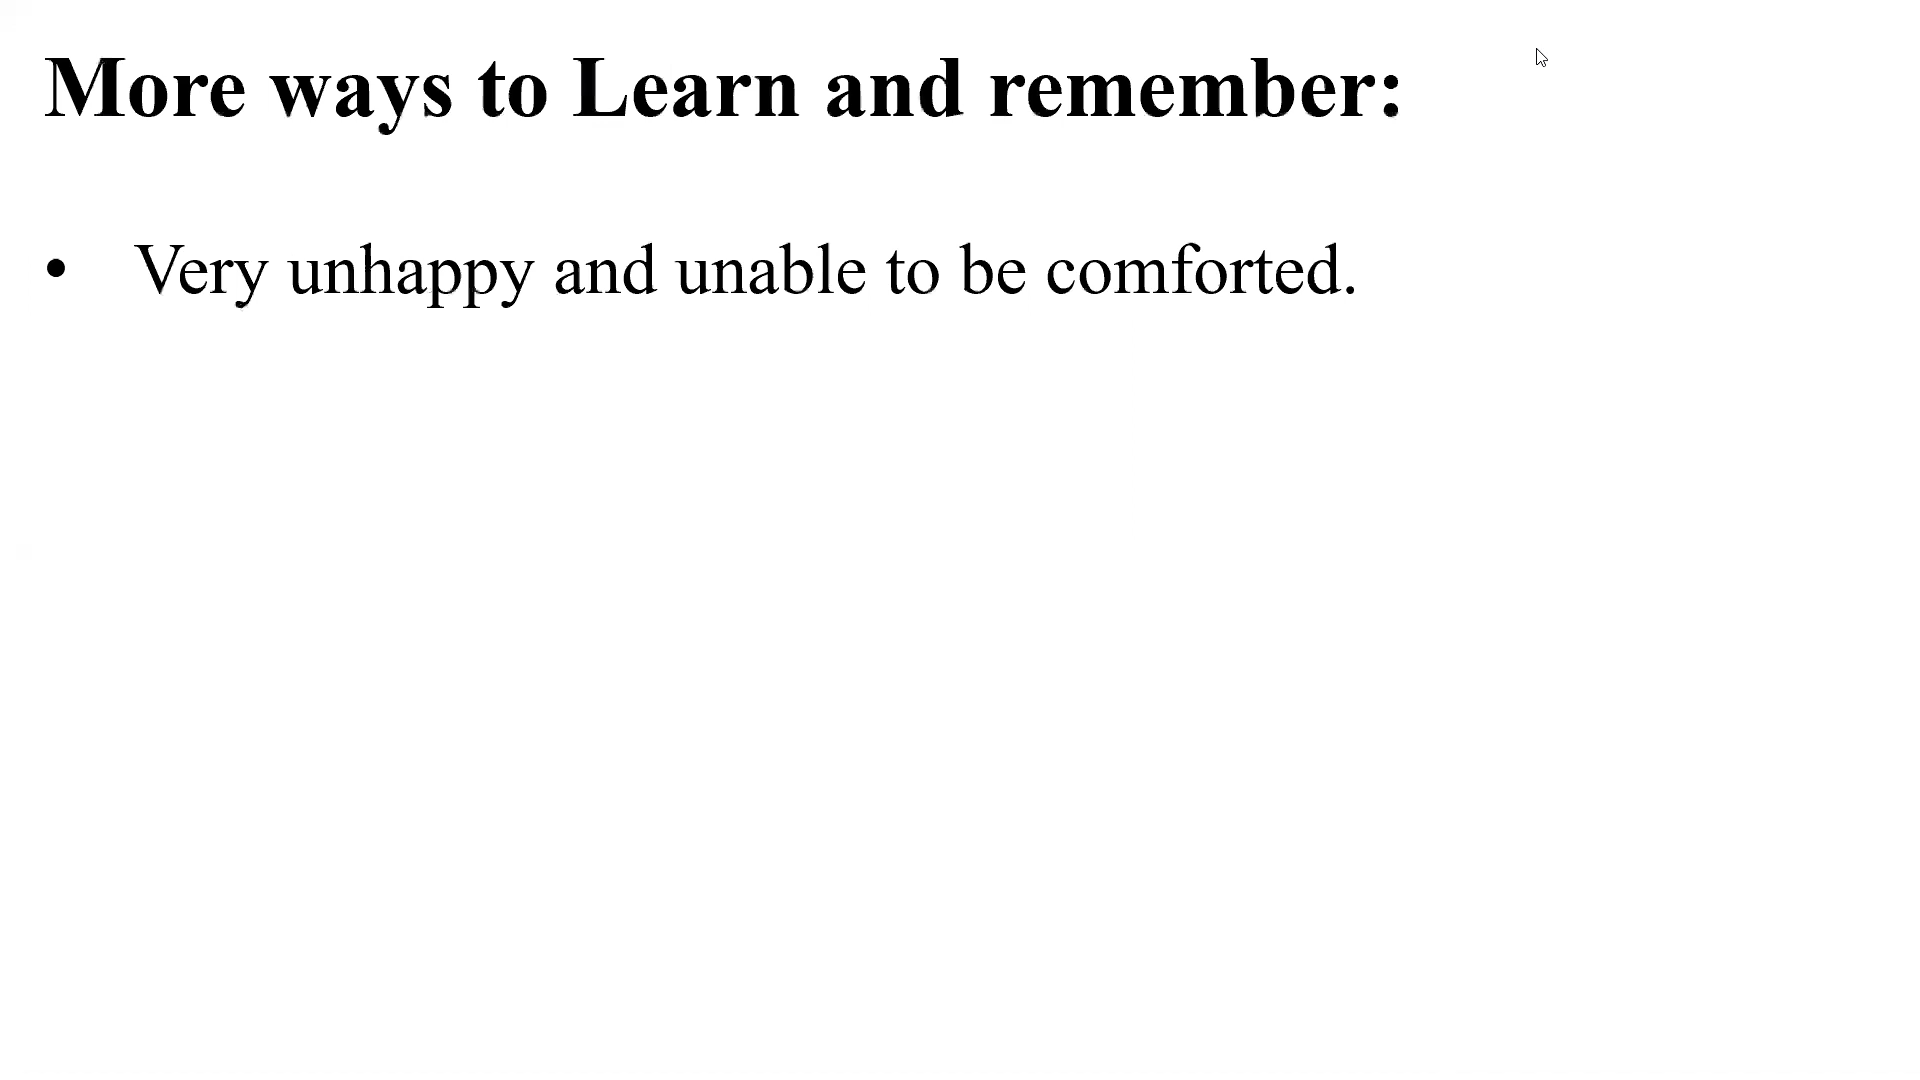 More ways to Learn and remember:
• Very unhappy and unable to be comforted.